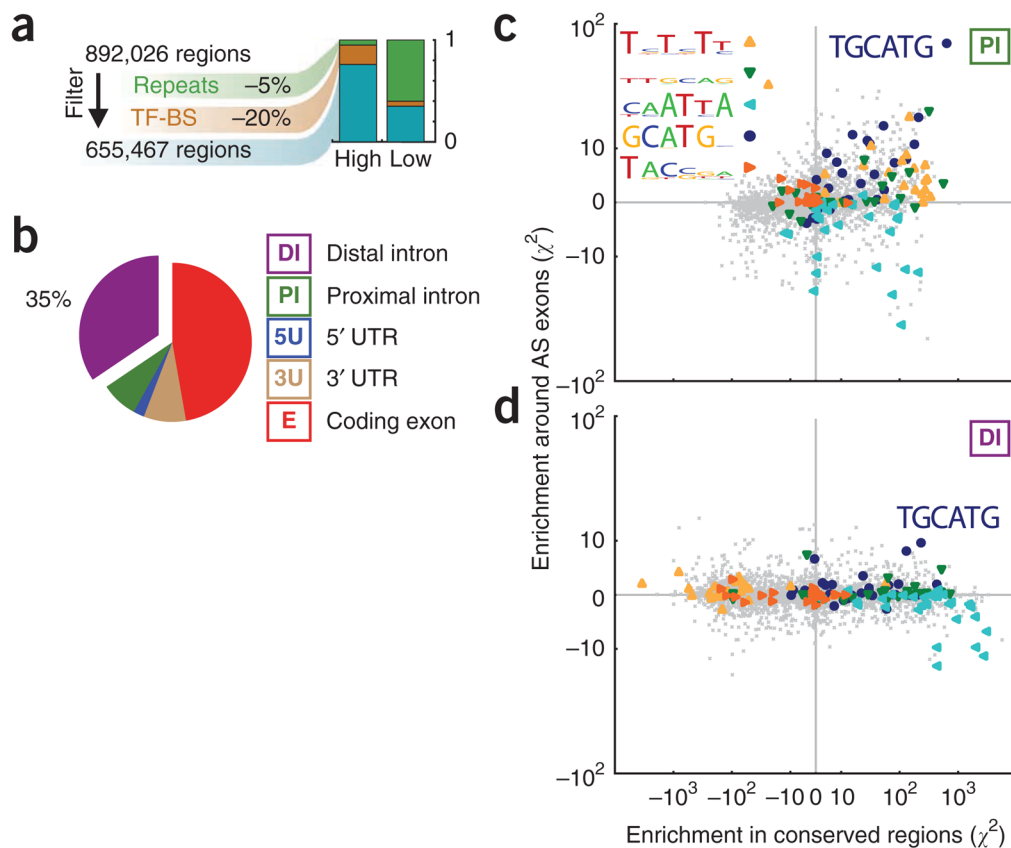 a
892,026 regions
Filter
Repeats –5%
TF-BS –20%
655,467 regions
1
0
High Low
b
35%
DI Distal intron
PI Proximal intron
5U 5′ UTR
3U 3′ UTR
E Coding exon
c
Enrichment around AS exons (χ²)
10²
10
0
−10
−10²
TGCATG
PI
TTGCAG
CAATTA
GCATG
d
DI
TGCATG
10²
10
0
−10
−10²
−10³ −10² −10 0 10 10² 10³
Enrichment in conserved regions (χ²)